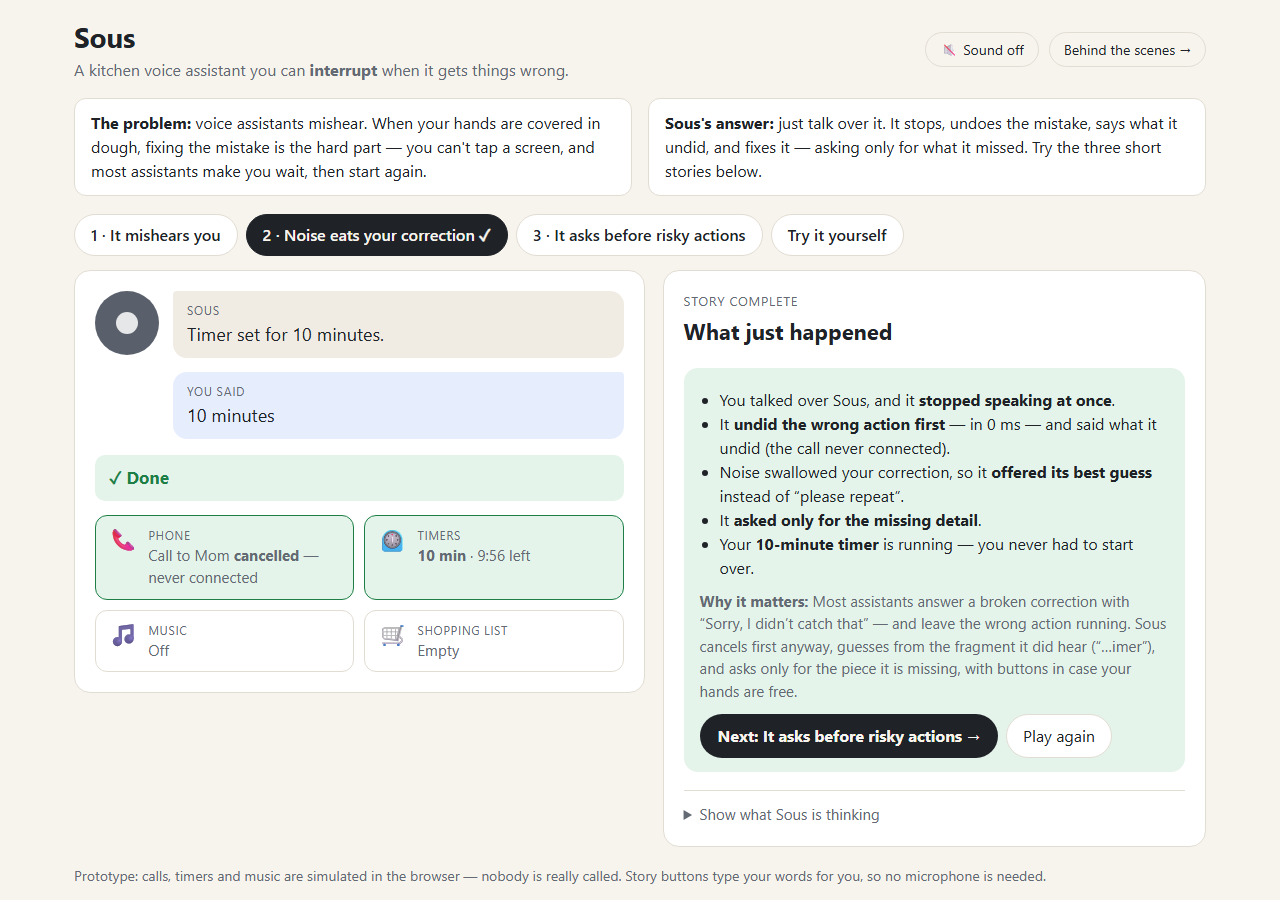 Sous
A kitchen voice assistant you can interrupt when it gets things wrong.
Sound off
Behind the scenes →
The problem: voice assistants mishear. When your hands are covered in
dough, fixing the mistake is the hard part — you can't tap a screen, and
most assistants make you wait, then start again.
Sous's answer: just talk over it. It stops, undoes the mistake, says what it
undid, and fixes it — asking only for what it missed. Try the three short
stories below.
1 · It mishears you
2 · Noise eats your correction ✓
3 · It asks before risky actions
Try it yourself
SOUS
Timer set for 10 minutes.
YOU SAID
10 minutes
✓ Done
PHONE
Call to Mom cancelled —
never connected
TIMERS
10 min · 9:56 left
MUSIC
Off
SHOPPING LIST
Empty
STORY COMPLETE
What just happened
• You talked over Sous, and it stopped speaking at once.
• It undid the wrong action first — in 0 ms — and said what it
undid (the call never connected).
• Noise swallowed your correction, so it offered its best guess
instead of “please repeat”.
• It asked only for the missing detail.
• Your 10-minute timer is running — you never had to start
over.
Why it matters: Most assistants answer a broken correction with
“Sorry, I didn’t catch that” — and leave the wrong action running. Sous
cancels first anyway, guesses from the fragment it did hear (“…imer”),
and asks only for the piece it is missing, with buttons in case your
hands are free.
Next: It asks before risky actions →
Play again
▶ Show what Sous is thinking
Prototype: calls, timers and music are simulated in the browser — nobody is really called. Story buttons type your words for you, so no microphone is needed.